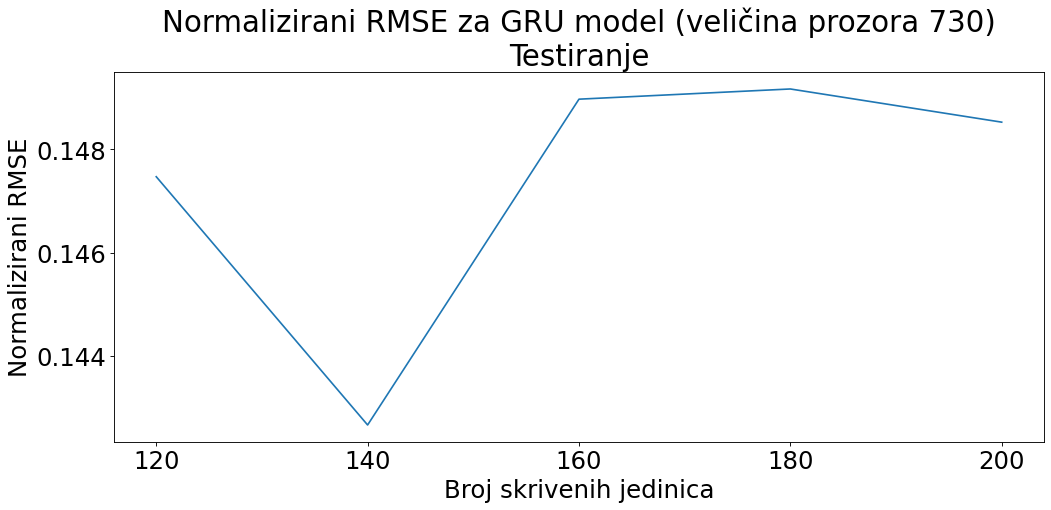 Normalizirani RMSE za GRU model (veličina prozora 730)
Testiranje
Normalizirani RMSE
0.148
0.146
0.144
120 140 160 180 200
Broj skrivenih jedinica